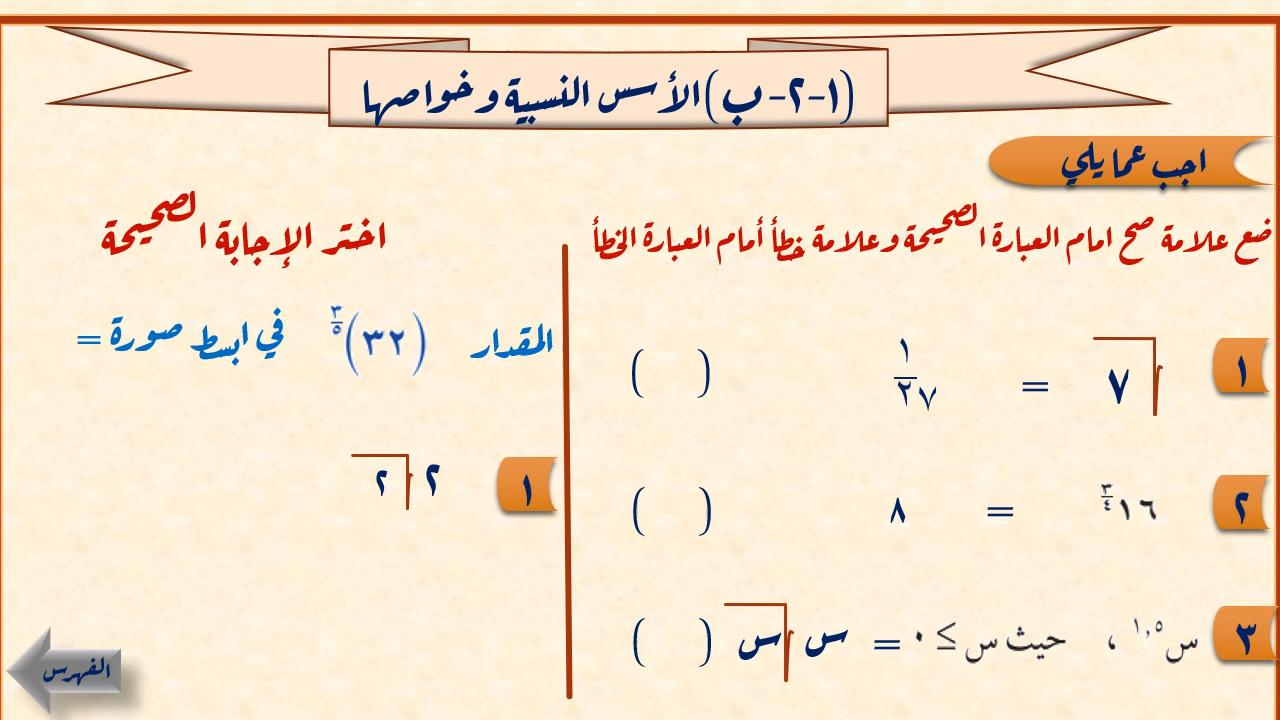 (١-٢-ب) الأسس النسبية وخواصها
اجب عما يلي
ضع علامة صح امام العبارة الصحيحة وعلامة خطأ أمام العبارة الخطأ
١ √٧ = ٧^(١/٢) ( )
٢ ١٦^(٣/٤) = ٨ ( )
٣ س^١,٥ ، حيث س ≥ ٠ = س√س ( )
اختر الإجابة الصحيحة
المقدار (٣٢)^(٣/٥) في ابسط صورة =
١ ٢√٢
الفهرس